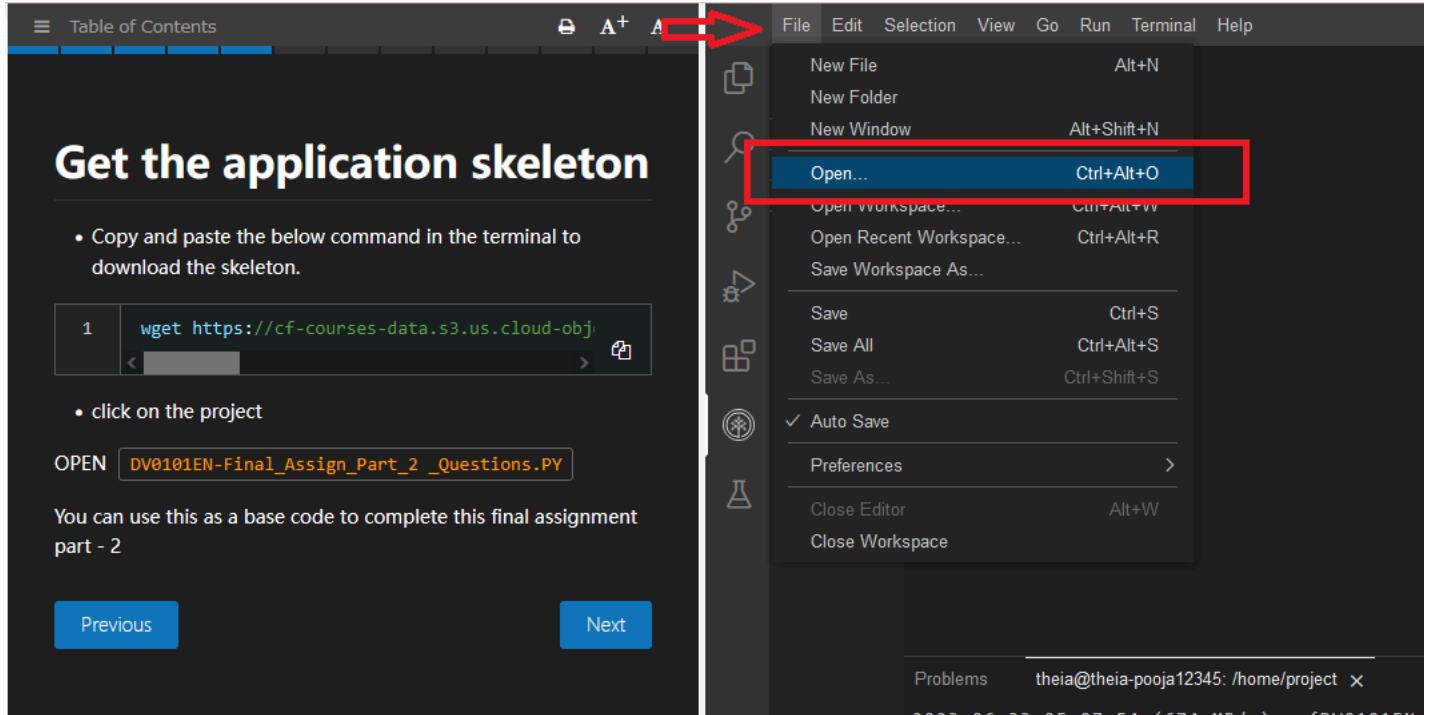 Table of Contents
A+
A
Get the application skeleton
• Copy and paste the below command in the terminal to
download the skeleton.
1 wget https://cf-courses-data.s3.us.cloud-obj
• click on the project
OPEN DV0101EN-Final_Assign_Part_2 _Questions.PY
You can use this as a base code to complete this final assignment
part - 2
Previous
Next
File Edit Selection View Go Run Terminal Help
New File Alt+N
New Folder
New Window Alt+Shift+N
Open... Ctrl+Alt+O
Open Workspace... Ctrl+Alt+W
Open Recent Workspace... Ctrl+Alt+R
Save Workspace As...
Save Ctrl+S
Save All Ctrl+Alt+S
Save As... Ctrl+Shift+S
✓ Auto Save
Preferences >
Close Editor Alt+W
Close Workspace
Problems theia@theia-pooja12345: /home/project ×